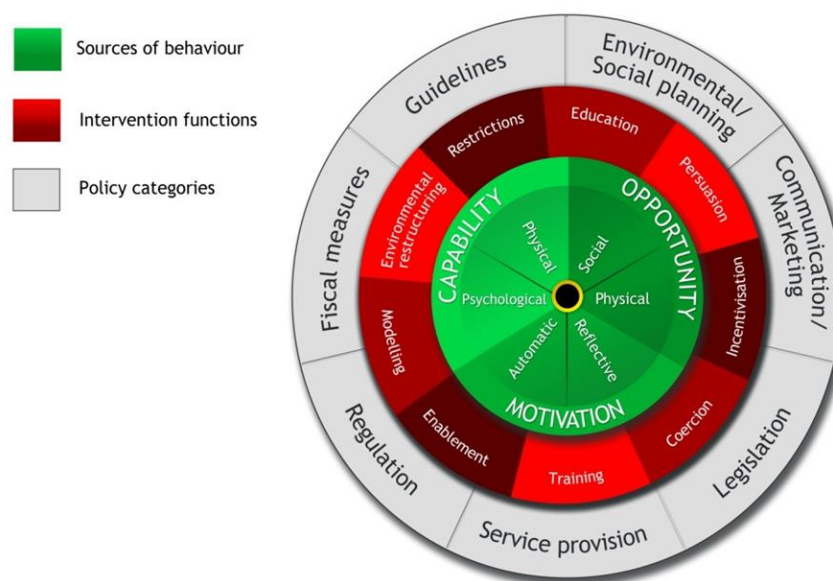 Sources of behaviour
Intervention functions
Policy categories
Guidelines
Environmental/
Social planning
Communication/
Marketing
Legislation
Service provision
Regulation
Fiscal measures
Restrictions
Education
Persuasion
Incentivisation
Coercion
Training
Enablement
Modelling
Environmental
restructuring
CAPABILITY
OPPORTUNITY
MOTIVATION
Physical
Social
Physical
Reflective
Automatic
Psychological